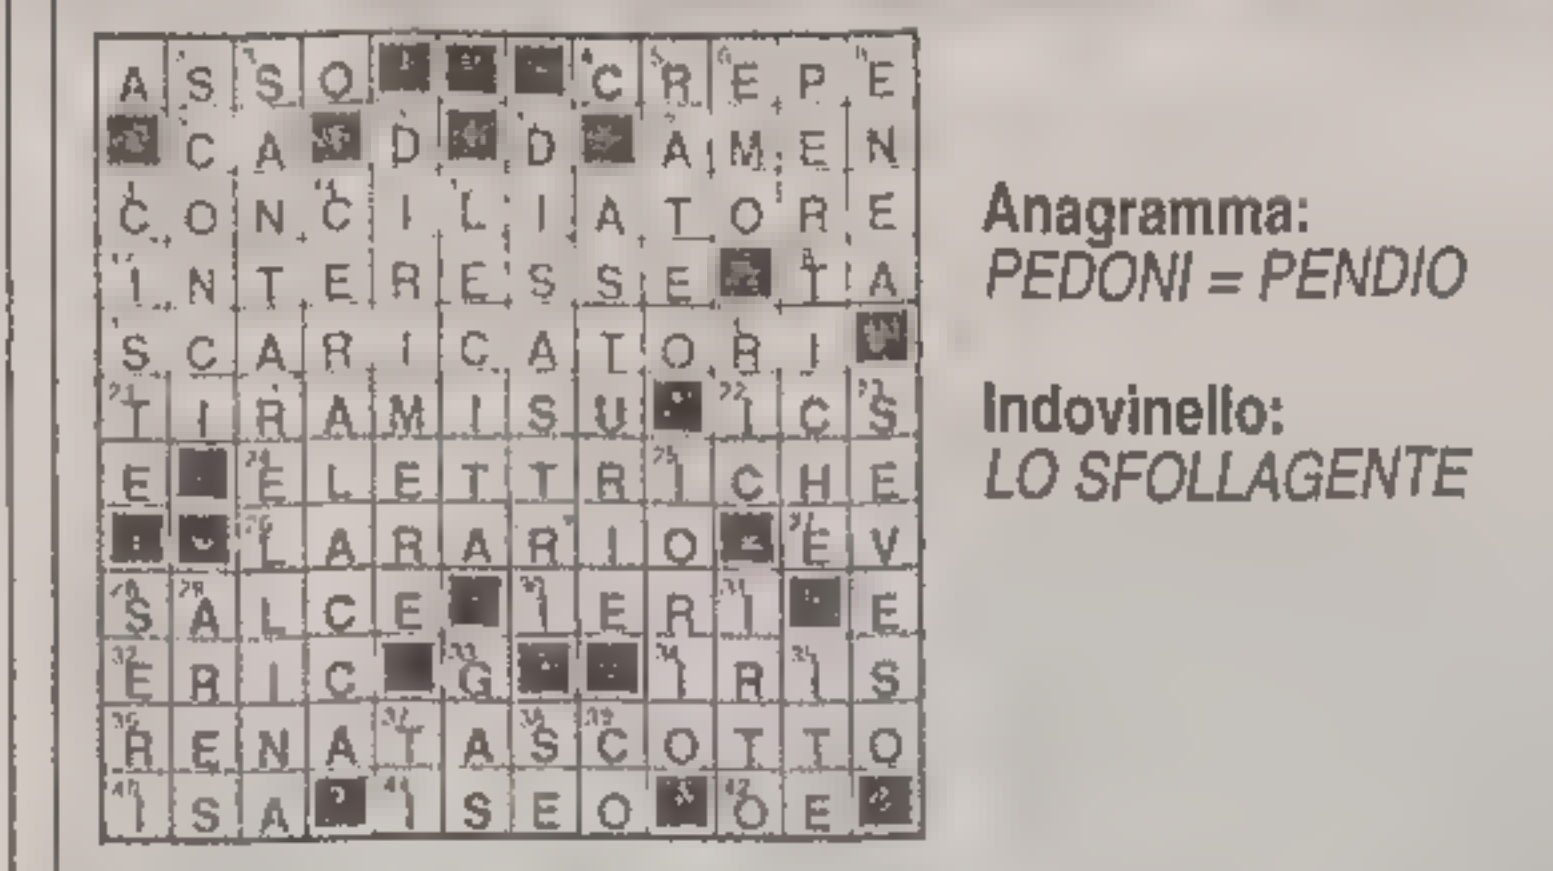 A S S O ■ ■ ■ C R E P E
■ C A ■ D ■ D ■ A M E N
C O N C I L I A T O R E
I N T E R E S S E ■ T A
S C A R I C A T O R I ■
T I R A M I S U ■ I C S
E ■ E L E T T R I C H E
■ ■ L A R A R I O ■ E V
S A L C E ■ I E R I ■ E
E R I C ■ G ■ ■ I R I S
R E N A T A S C O T T O
I S A ■ I S E O ■ O E ■
Anagramma:
PEDONI = PENDIO
Indovinello:
LO SFOLLAGENTE